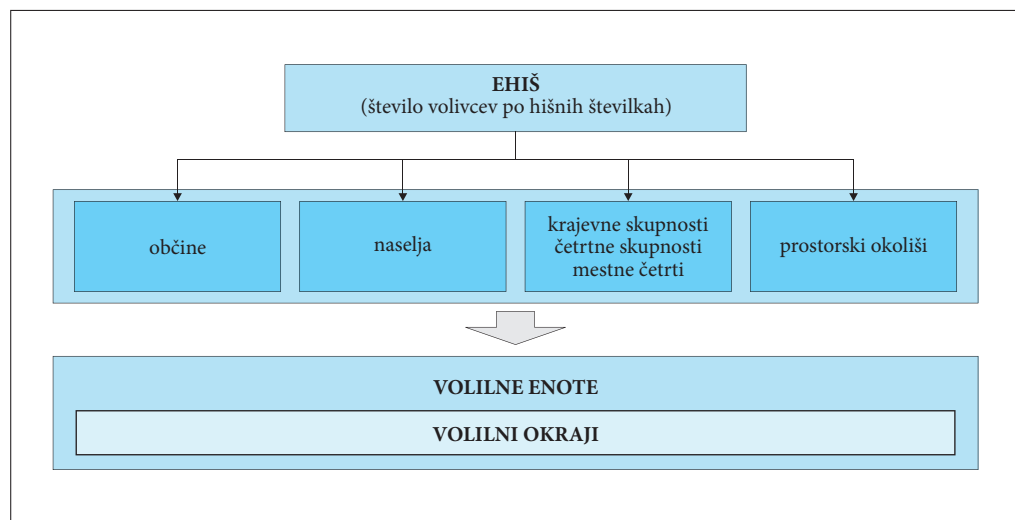 EHIŠ
(število volivcev po hišnih številkah)
občine
naselja
krajevne skupnosti
četrtne skupnosti
mestne četrti
prostorski okoliši
VOLILNE ENOTE
VOLILNI OKRAJI